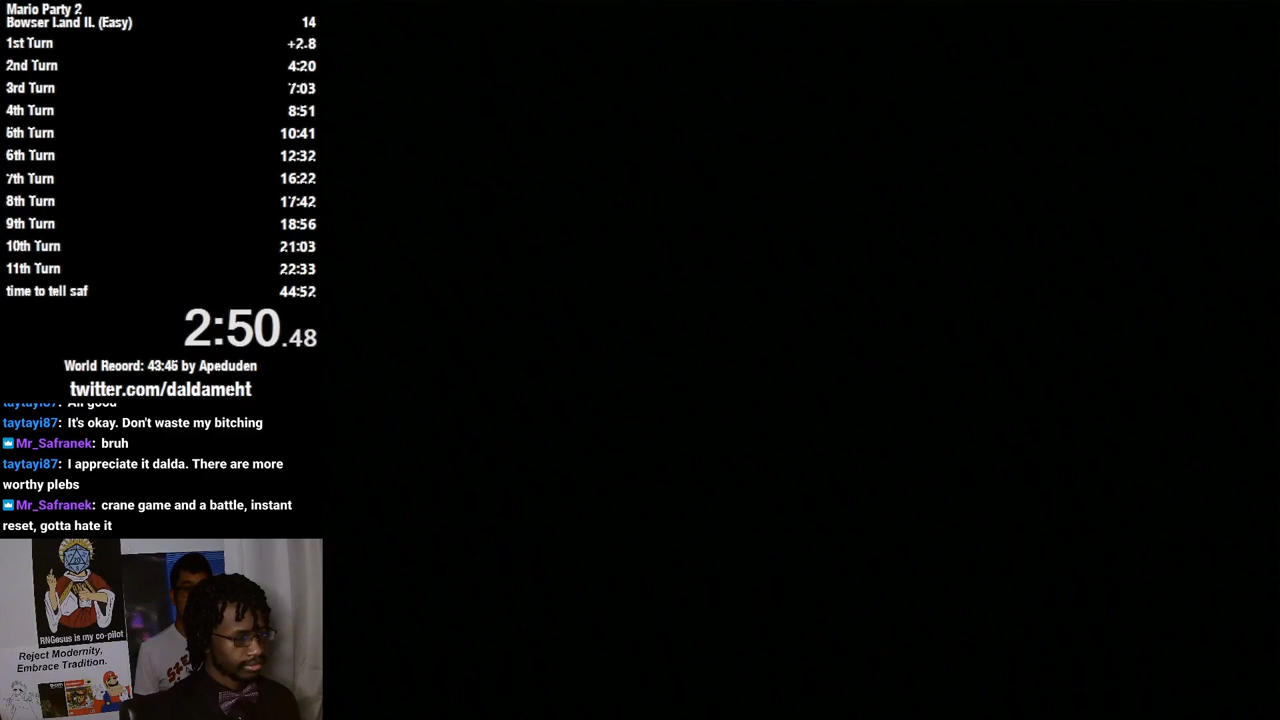 Mario Party 2
Bowser Land II. (Easy) 14
1st Turn +2.8
2nd Turn 4:20
3rd Turn 7:03
4th Turn 8:51
5th Turn 10:41
6th Turn 12:32
7th Turn 16:22
8th Turn 17:42
9th Turn 18:56
10th Turn 21:03
11th Turn 22:33
time to tell saf 44:52
2:50.48
World Record: 43:45 by Apeduden
twitter.com/daldameht
taytayi87: All good
taytayi87: It's okay. Don't waste my bitching
Mr_Safranek: bruh
taytayi87: I appreciate it dalda. There are more
worthy plebs
Mr_Safranek: crane game and a battle, instant
reset, gotta hate it
RNGesus is my co-pilot
Reject Modernity,
Embrace Tradition.